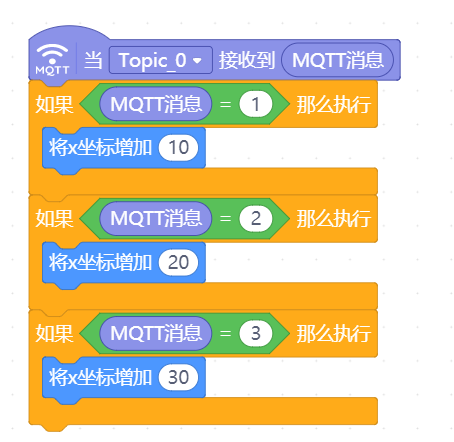 MQTT 当 Topic_0 接收到 MQTT消息
如果 MQTT消息 = 1 那么执行
将x坐标增加 10
如果 MQTT消息 = 2 那么执行
将x坐标增加 20
如果 MQTT消息 = 3 那么执行
将x坐标增加 30